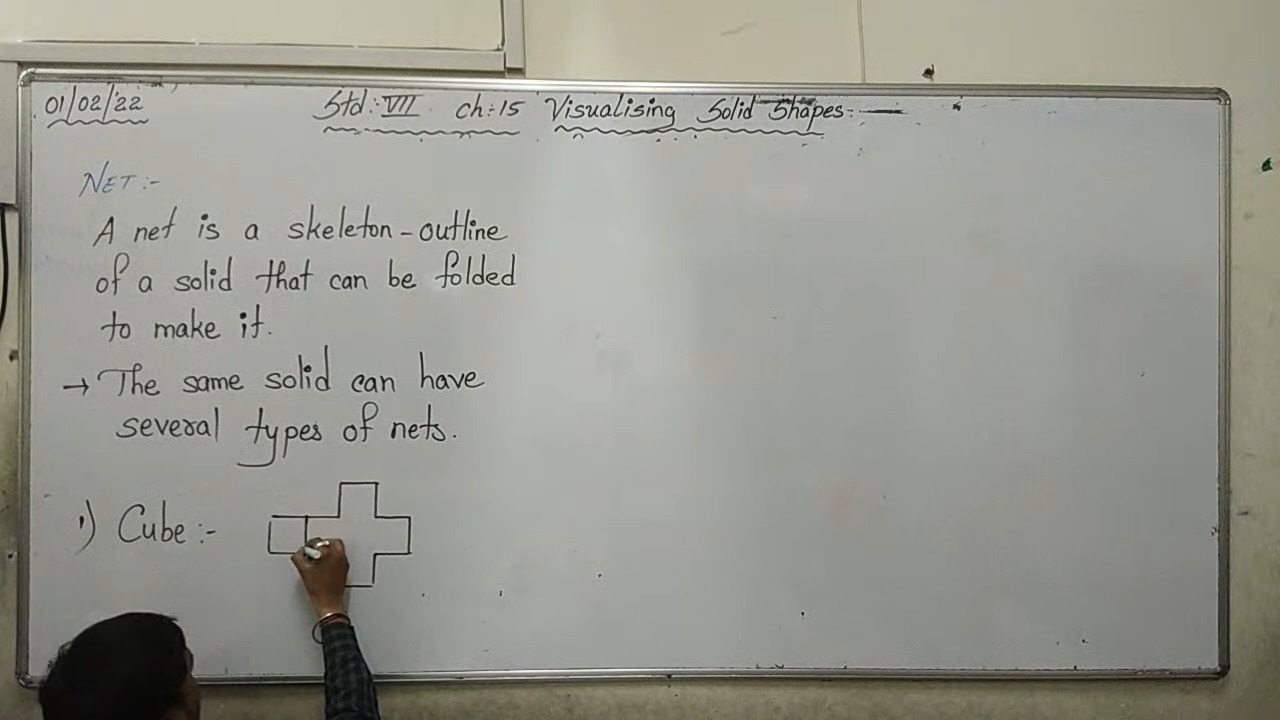 01/02/22
Std:VII ch:15 Visualising Solid Shapes:-
NET:-
A net is a skeleton-outline
of a solid that can be folded
to make it.
→ The same solid can have
several types of nets.
1) Cube:-